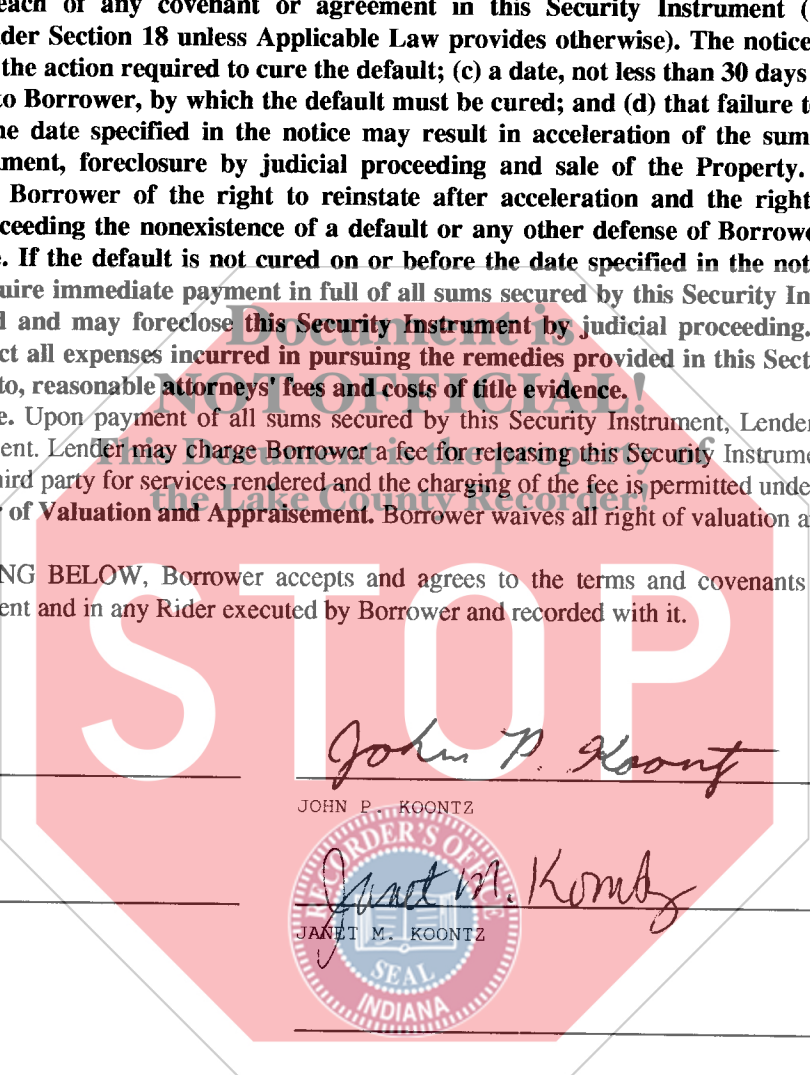 each of any covenant or agreement in this Security Instrument (
der Section 18 unless Applicable Law provides otherwise). The notice
the action required to cure the default; (c) a date, not less than 30 days
to Borrower, by which the default must be cured; and (d) that failure t
e date specified in the notice may result in acceleration of the sum
ment, foreclosure by judicial proceeding and sale of the Property.
Borrower of the right to reinstate after acceleration and the right
ceeding the nonexistence of a default or any other defense of Borrowe
. If the default is not cured on or before the date specified in the not
uire immediate payment in full of all sums secured by this Security In
d and may foreclose this Security Instrument by judicial proceeding.
ct all expenses incurred in pursuing the remedies provided in this Sect
to, reasonable attorneys' fees and costs of title evidence.
e. Upon payment of all sums secured by this Security Instrument, Lende
ent. Lender may charge Borrower a fee for releasing this Security Instrume
hird party for services rendered and the charging of the fee is permitted unde
r of Valuation and Appraisement. Borrower waives all right of valuation a
Document is
NOT OFFICIAL!
This Document is the property of
the Lake County Recorder!
NG BELOW, Borrower accepts and agrees to the terms and covenants
ent and in any Rider executed by Borrower and recorded with it.
STOP
John P. Koontz
JOHN P. KOONTZ
Janet M. Koontz
JANET M. KOONTZ
RECORDER'S OFFICE
SEAL
INDIANA